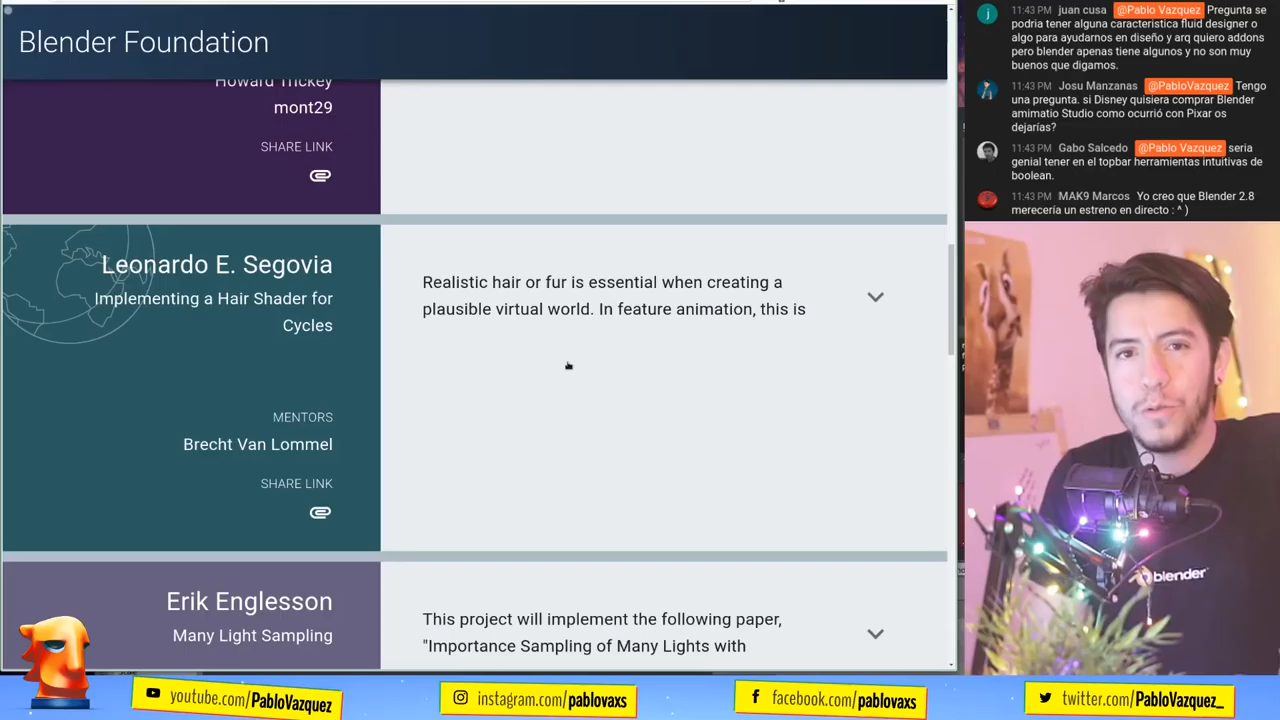 Blender Foundation
Howard Trickey
mont29
SHARE LINK
Leonardo E. Segovia
Implementing a Hair Shader for
Cycles
MENTORS
Brecht Van Lommel
SHARE LINK
Realistic hair or fur is essential when creating a
plausible virtual world. In feature animation, this is
Erik Englesson
Many Light Sampling
This project will implement the following paper,
"Importance Sampling of Many Lights with
j
11:43 PM juan cusa @Pablo Vazquez Pregunta se
podria tener alguna caracteristica fluid designer o
algo para ayudarnos en diseño y arq quiero addons
pero blender apenas tiene algunos y no son muy
buenos que digamos.
11:43 PM Josu Manzanas @PabloVazquez Tengo
una pregunta. si Disney quisiera comprar Blender
amimatio Studio como ocurrió con Pixar os
dejarías?
11:43 PM Gabo Salcedo @Pablo Vazquez seria
genial tener en el topbar herramientas intuitivas de
boolean.
11:43 PM MAK9 Marcos Yo creo que Blender 2.8
merecería un estreno en directo : ^ )
blender
youtube.com/PabloVazquez
instagram.com/pablovaxs
facebook.com/pablovaxs
twitter.com/PabloVazquez_